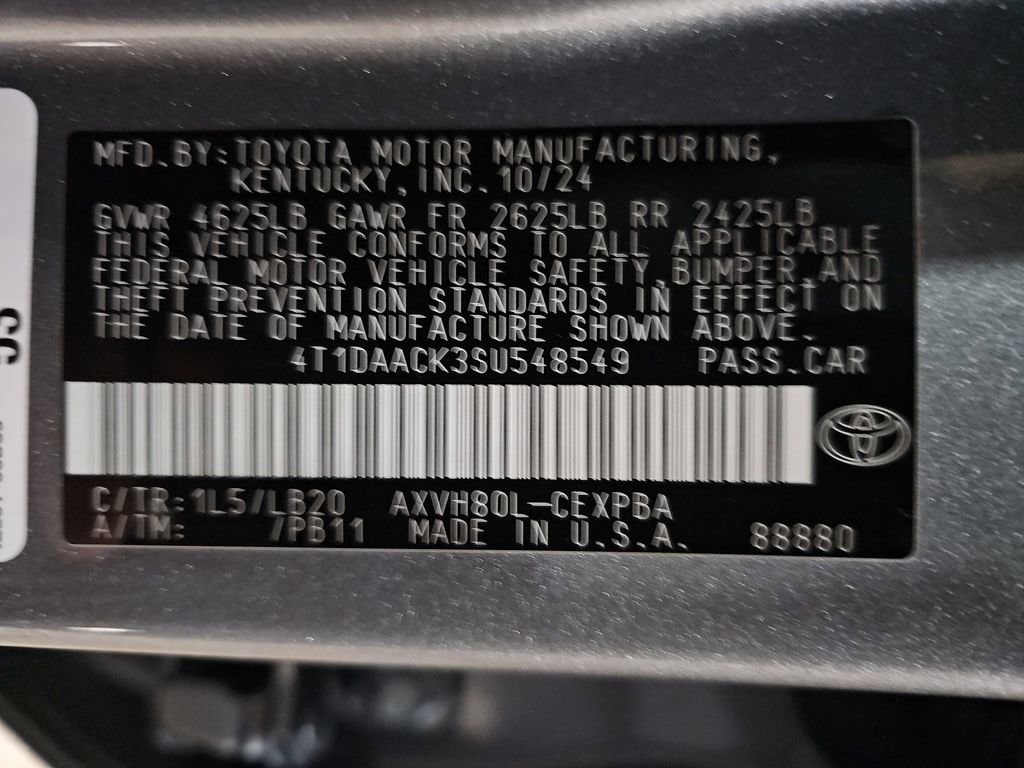 MFD.BY:TOYOTA MOTOR MANUFACTURING,
KENTUCKY,INC.10/24
GVWR 4625LB GAWR FR 2625LB RR 2425LB
THIS VEHICLE CONFORMS TO ALL APPLICABLE
FEDERAL MOTOR VEHICLE SAFETY,BUMPER,AND
THEFT PREVENTION STANDARDS IN EFFECT ON
THE DATE OF MANUFACTURE SHOWN ABOVE.
4T1DAACK3SU548549 PASS.CAR
C/TR:1L5/LB20 AXVH80L-CEXPBA
A/TM: /PB11 MADE IN U.S.A. 88880